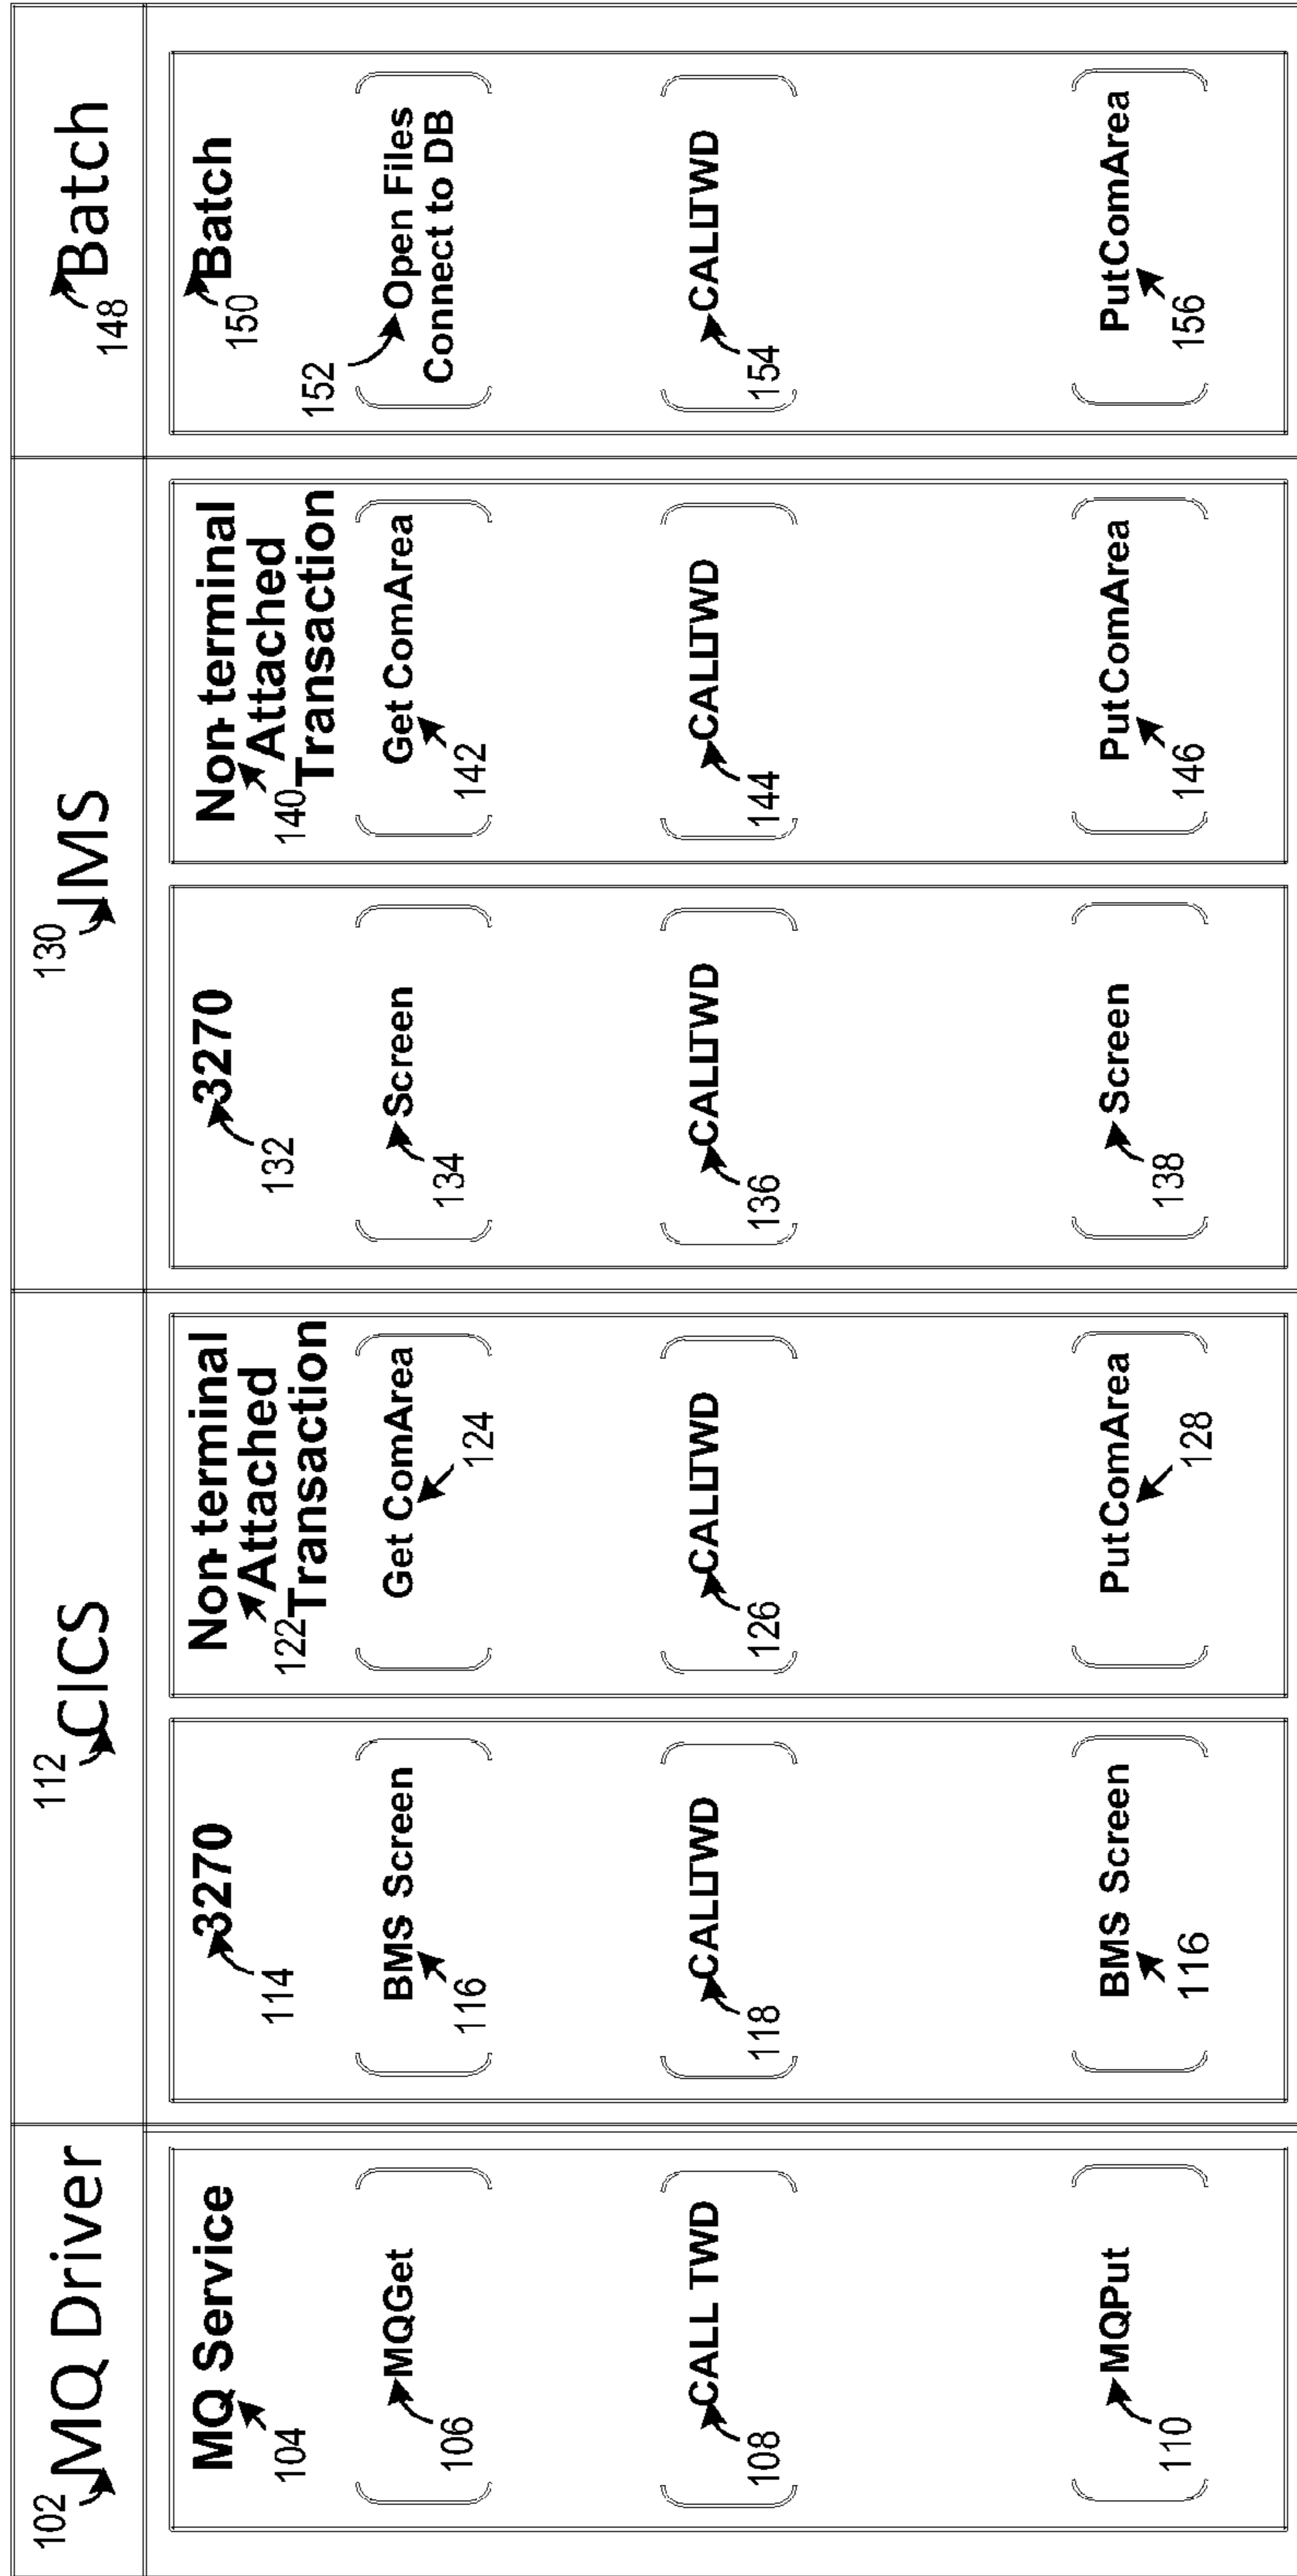 102
MQ Driver
MQ Service
104
MQGet
106
CALL TWD
108
MQPut
110
112
CICS
3270
114
BMS Screen
116
CALLTWD
118
BMS Screen
116
Non-terminal
Attached
122
Transaction
Get ComArea
124
CALLTWD
126
PutComArea
128
130
IMS
3270
132
Screen
134
CALLTWD
136
Screen
138
Non-terminal
Attached
140
Transaction
Get ComArea
142
CALLTWD
144
PutComArea
146
Batch
148
Batch
150
152
Open Files
Connect to DB
CALLTWD
154
PutComArea
156